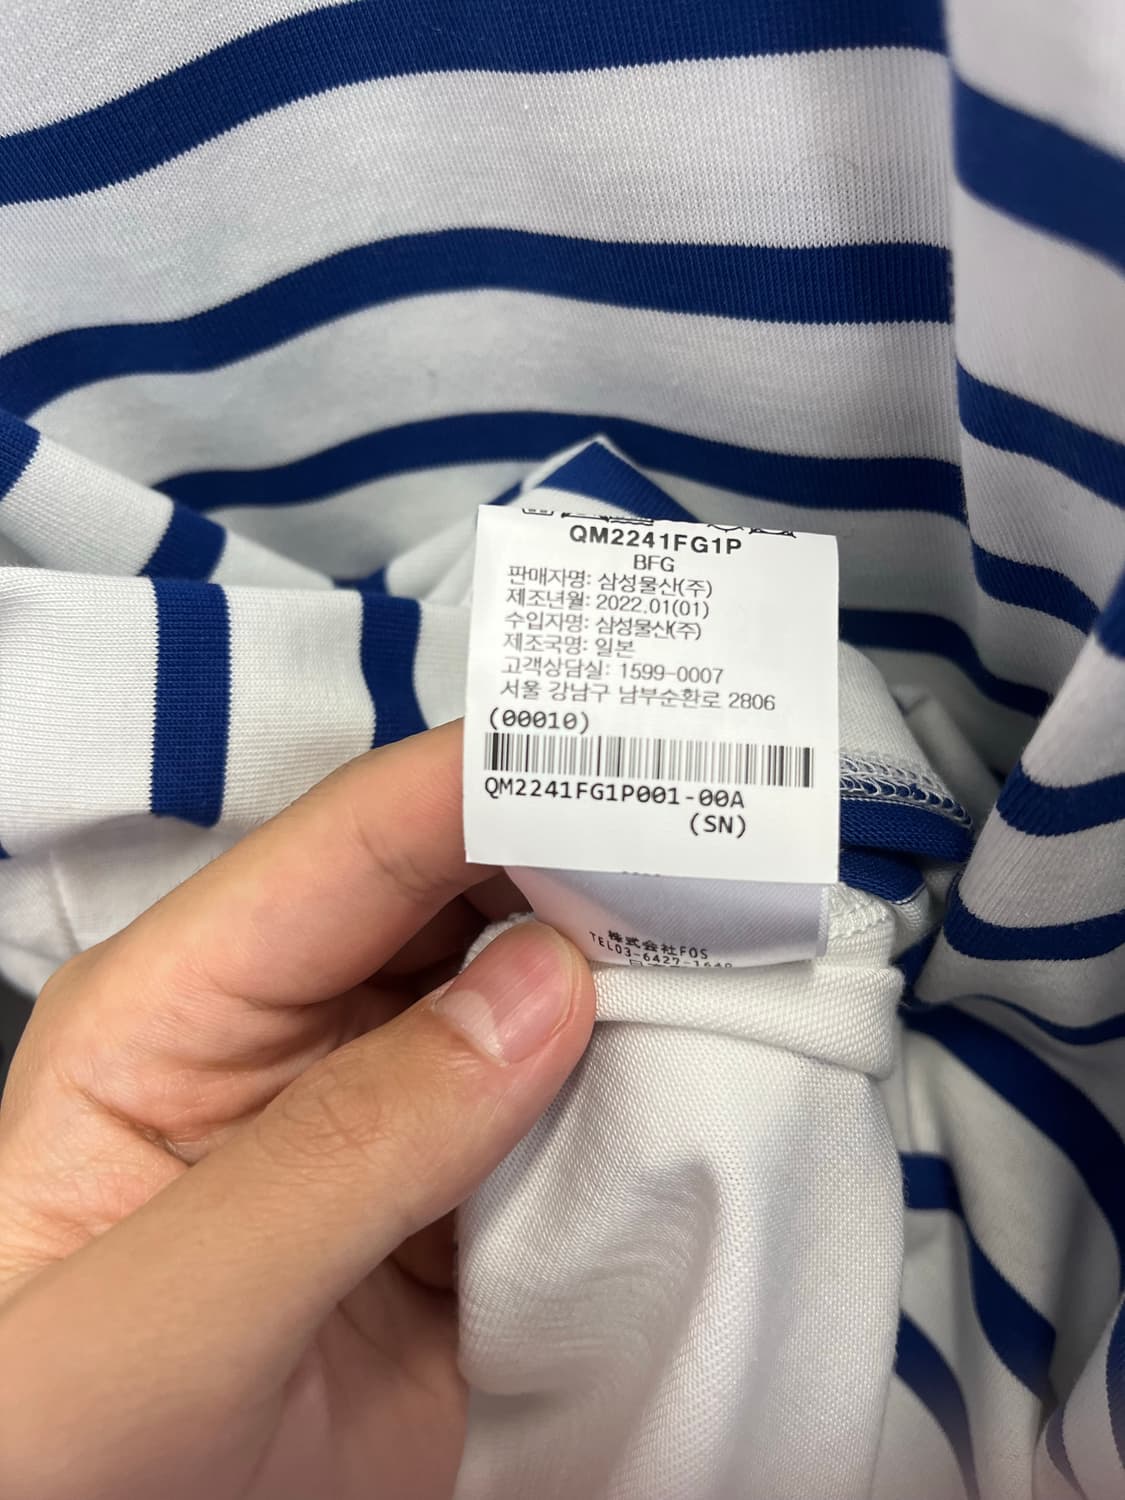 QM2241FG1P
BFG
판매자명: 삼성물산(주)
제조년월: 2022.01(01)
수입자명: 삼성물산(주)
제조국명: 일본
고객상담실: 1599-0007
서울 강남구 남부순환로 2806
(00010)
QM2241FG1P001-00A
(SN)
株式会社FOS
TEL03-6427-1640